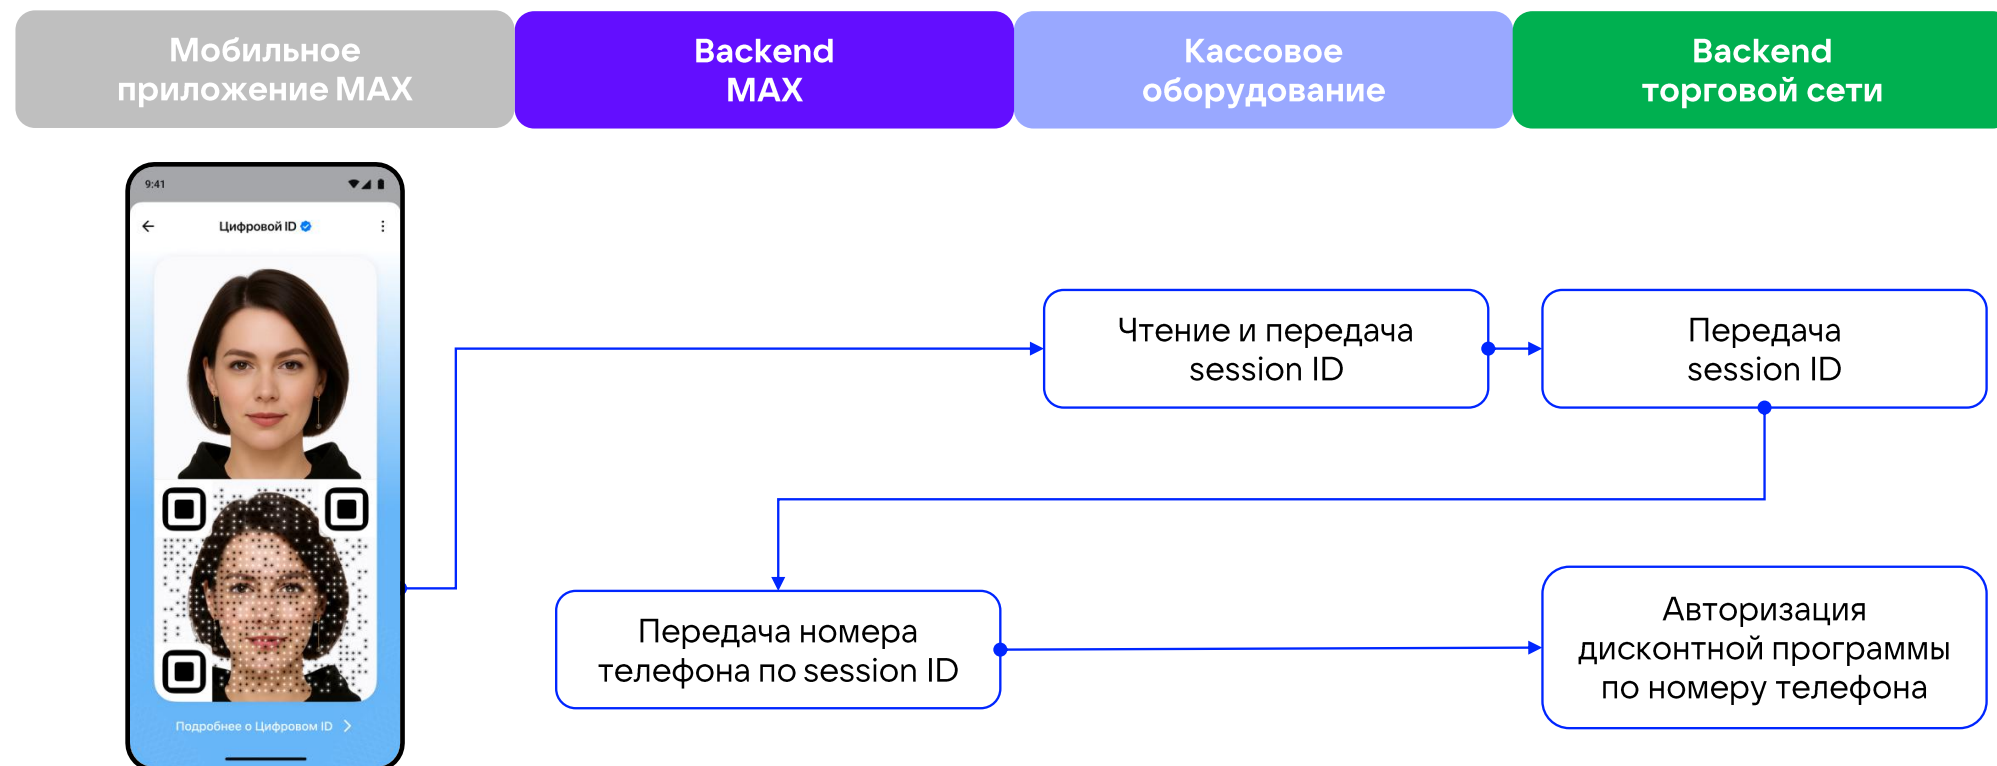 Мобильное
приложение MAX
Backend
MAX
Кассовое
оборудование
Backend
торговой сети
9:41
Цифровой ID
Чтение и передача
session ID
Передача
session ID
Передача номера
телефона по session ID
Авторизация
дисконтной программы
по номеру телефона
Подробнее о Цифровом ID